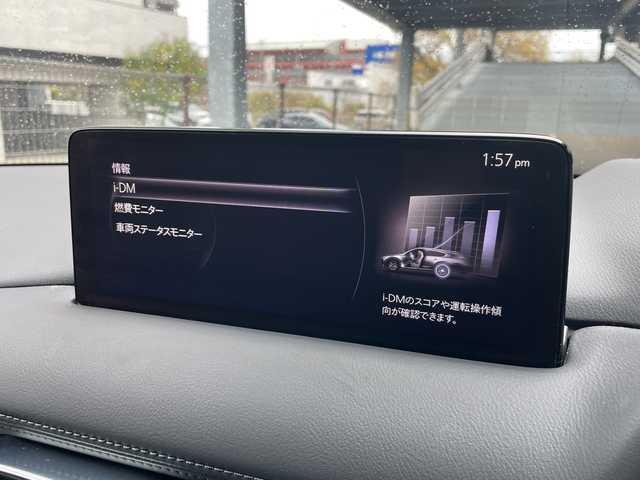 1:57 pm
情報
i-DM
燃費モニター
車両ステータスモニター
i-DMのスコアや運転操作傾
向が確認できます。